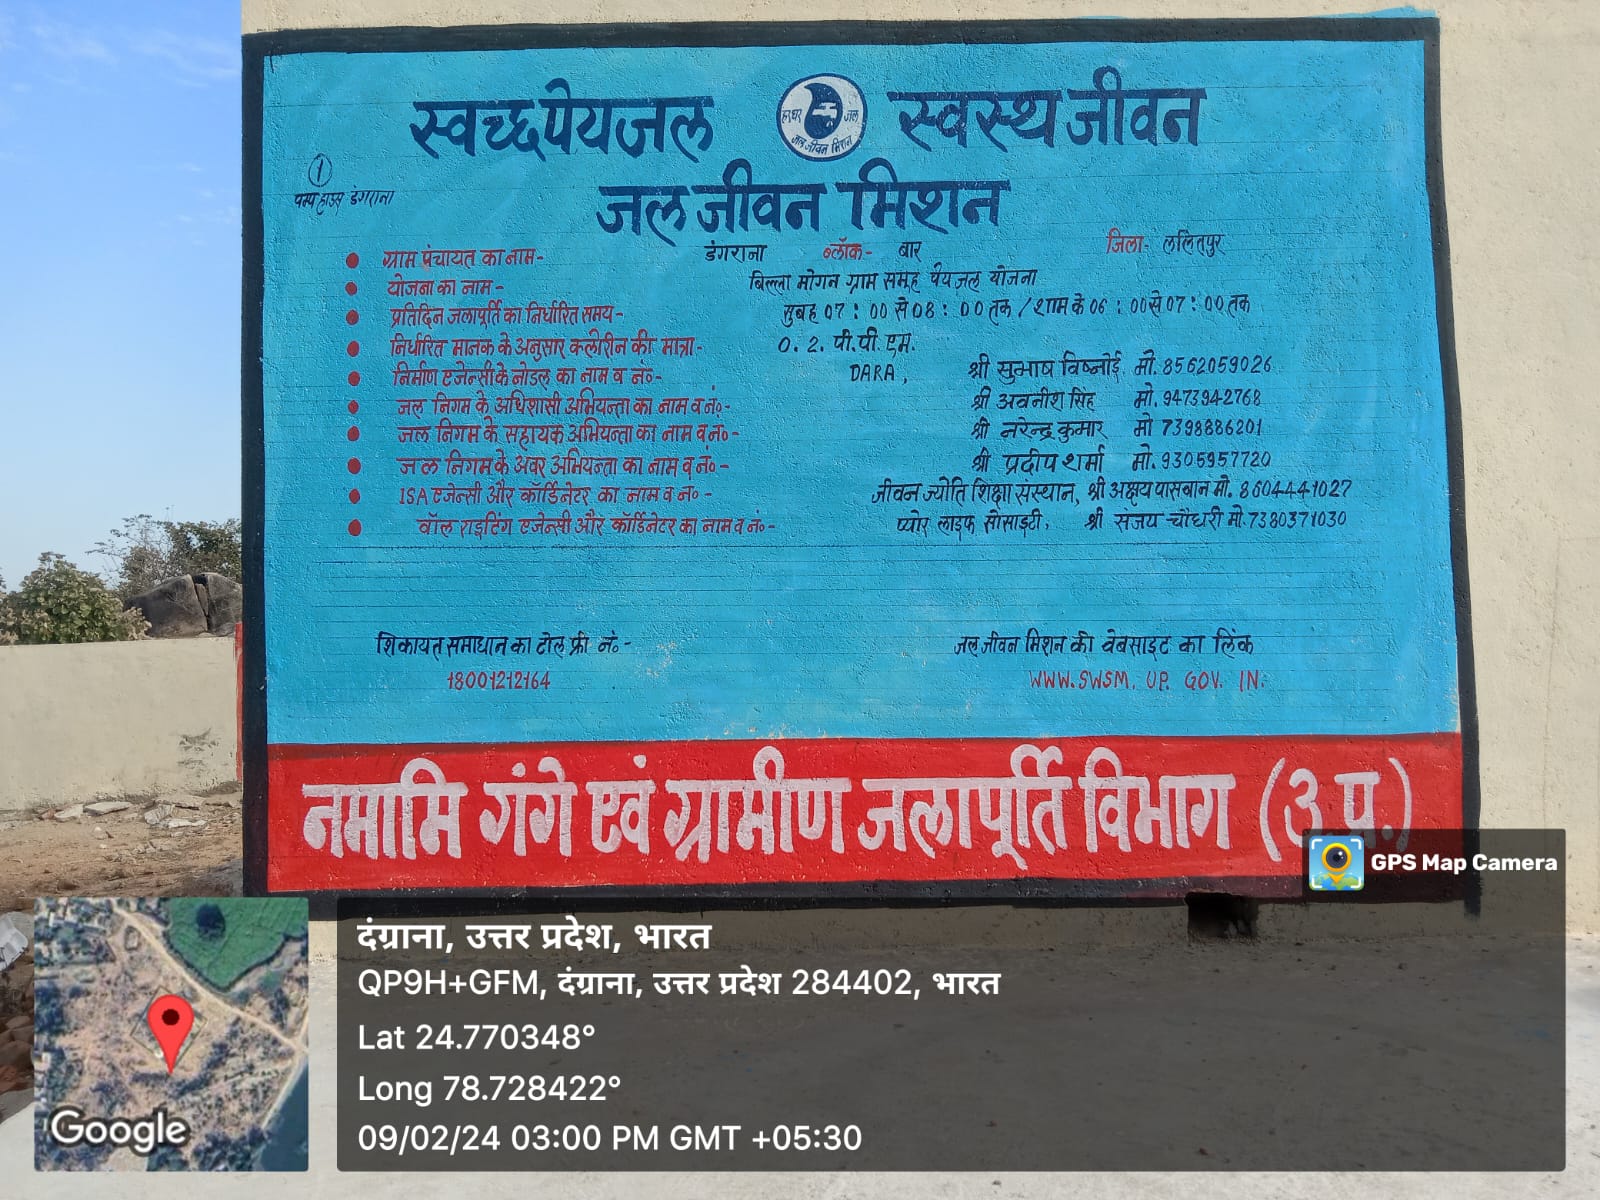 स्वच्छ पेयजल हर घर जल जल जीवन मिशन स्वस्थ जीवन
१
पम्प हाउस डंगराना
जल जीवन मिशन
ग्राम पंचायत का नाम- डंगराना ब्लॉक- बार जिला- ललितपुर
योजना का नाम- बिल्ला मोगन ग्राम समूह पेयजल योजना
प्रतिदिन जलापूर्ति का निर्धारित समय- सुबह 07:00 से 08:00 तक / शाम के 06:00 से 07:00 तक
निर्धारित मानक के अनुसार क्लोरीन की मात्रा- 0.2. पी.पी.एम.
निर्माण एजेन्सी के नोडल का नाम व नं०- DARA, श्री सुभाष विष्नोई मो. 8562059026
जल निगम के अधिशासी अभियन्ता का नाम व नं०- श्री अवनीश सिंह मो. 9473942768
जल निगम के सहायक अभियन्ता का नाम व नं०- श्री नरेन्द्र कुमार मो 7398886201
जल निगम के अवर अभियन्ता का नाम व नं०- श्री प्रदीप शर्मा मो. 9305957720
ISA एजेन्सी और कॉर्डिनेटर का नाम व नं०- जीवन ज्योति शिक्षा संस्थान, श्री अक्षय पासवान मो. 8604441027
वॉल राइटिंग एजेन्सी और कॉर्डिनेटर का नाम व नं०- प्योर लाइफ सोसाइटी, श्री संजय चौधरी मो. 7380371030
शिकायत समाधान का टोल फ्री नं.- जल जीवन मिशन की वेबसाइट का लिंक
18001212164 WWW.SWSM.UP.GOV.IN.
नमामि गंगे एवं ग्रामीण जलापूर्ति विभाग (उ.प्र.)
GPS Map Camera
दंग्राना, उत्तर प्रदेश, भारत
QP9H+GFM, दंग्राना, उत्तर प्रदेश 284402, भारत
Lat 24.770348°
Long 78.728422°
09/02/24 03:00 PM GMT +05:30
Google